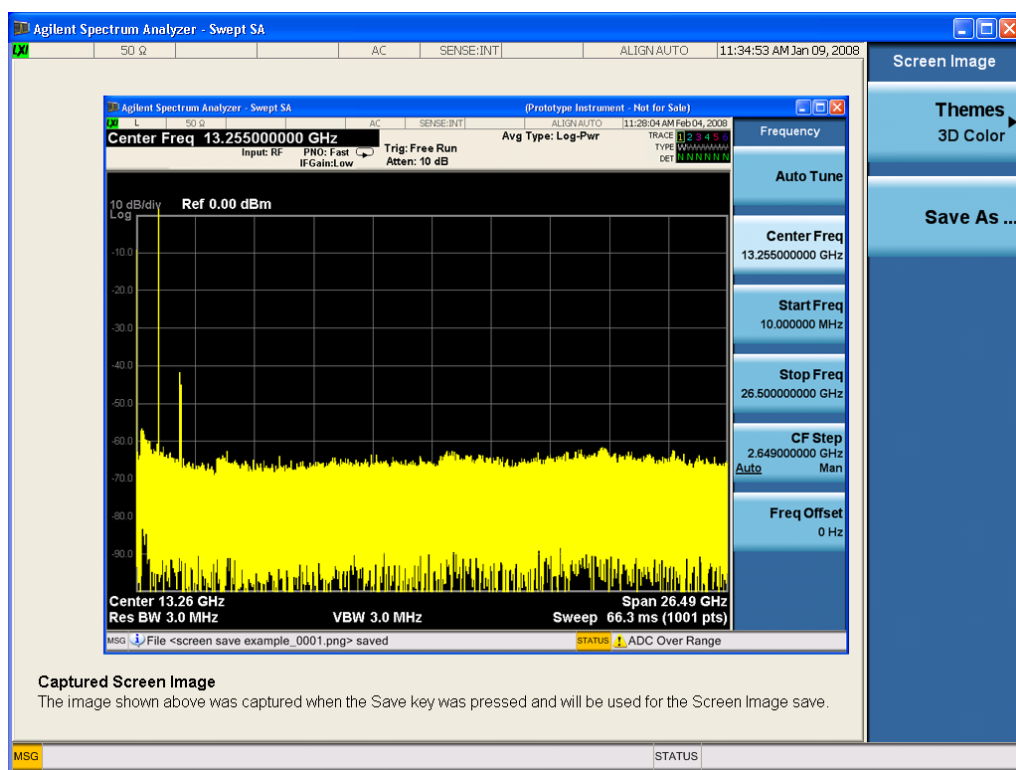 Agilent Spectrum Analyzer - Swept SA
LXI 50 Ω AC SENSE:INT ALIGN AUTO 11:34:53 AM Jan 09, 2008
Screen Image
Themes
3D Color
Save As ...
Agilent Spectrum Analyzer - Swept SA (Prototype Instrument - Not for Sale)
LXI L 50 Ω AC SENSE:INT ALIGN AUTO 11:28:04 AM Feb 04, 2008
Center Freq 13.255000000 GHz
Input: RF PNO: Fast
IFGain:Low
Trig: Free Run
Atten: 10 dB
Avg Type: Log-Pwr
TRACE 1 2 3 4 5 6
TYPE
DET N N N N N N
10 dB/div Ref 0.00 dBm
Log
-10.0
-20.0
-30.0
-40.0
-50.0
-60.0
-70.0
-80.0
-90.0
Center 13.26 GHz Span 26.49 GHz
Res BW 3.0 MHz VBW 3.0 MHz Sweep 66.3 ms (1001 pts)
MSG File <screen save example_0001.png> saved STATUS ADC Over Range
Frequency
Auto Tune
Center Freq
13.255000000 GHz
Start Freq
10.000000 MHz
Stop Freq
26.500000000 GHz
CF Step
2.649000000 GHz
Auto Man
Freq Offset
0 Hz
Captured Screen Image
The image shown above was captured when the Save key was pressed and will be used for the Screen Image save.
MSG STATUS